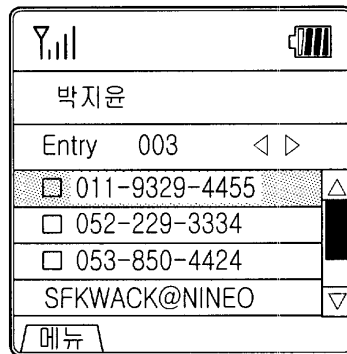 박지윤
Entry 003 ◁ ▷
□ 011-9329-4455
□ 052-229-3334
□ 053-850-4424
SFKWACK@NINEO
메뉴